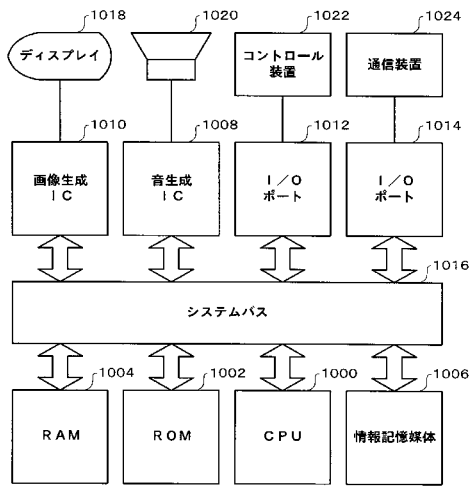 1018
1020
1022
1024
ディスプレイ
コントロール
装置
通信装置
1010
1008
1012
1014
画像生成
IC
音生成
IC
I/O
ポート
I/O
ポート
1016
システムバス
1004
1002
1000
1006
RAM
ROM
CPU
情報記憶媒体